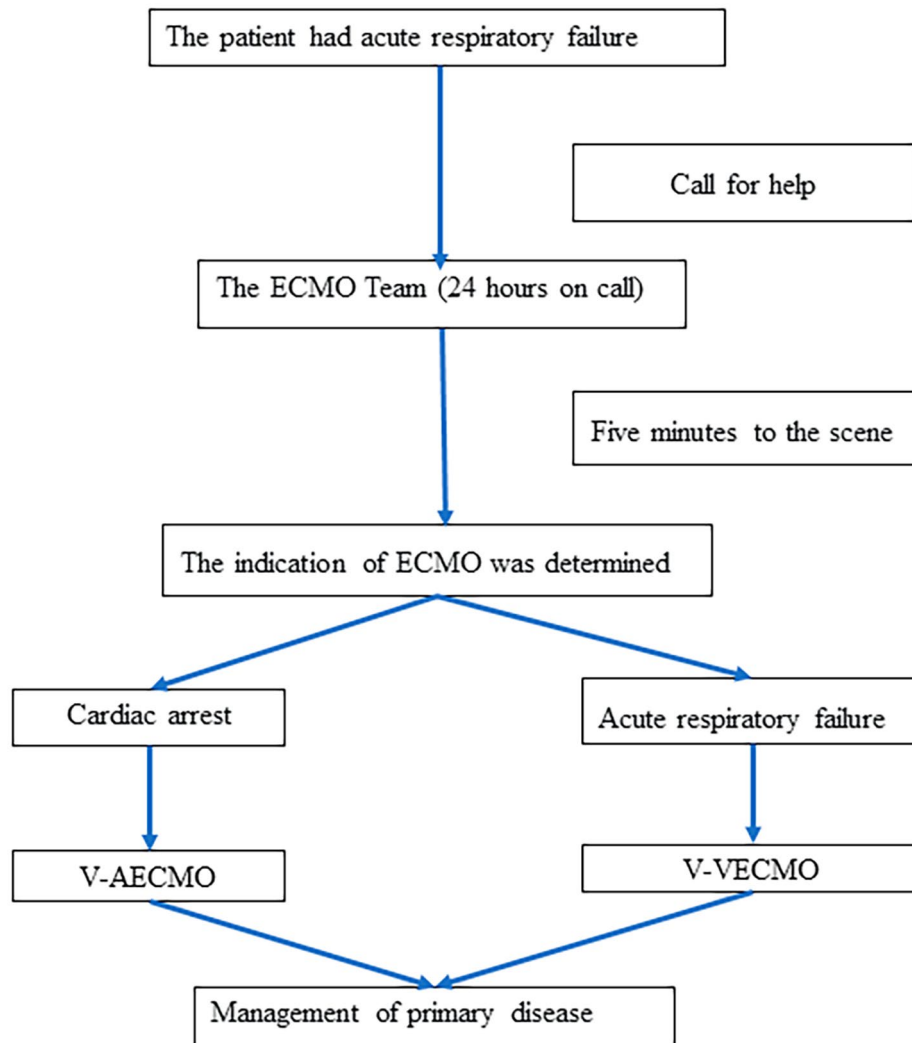 The patient had acute respiratory failure
Call for help
The ECMO Team (24 hours on call)
Five minutes to the scene
The indication of ECMO was determined
Cardiac arrest
Acute respiratory failure
V-AECMO
V-VECMO
Management of primary disease